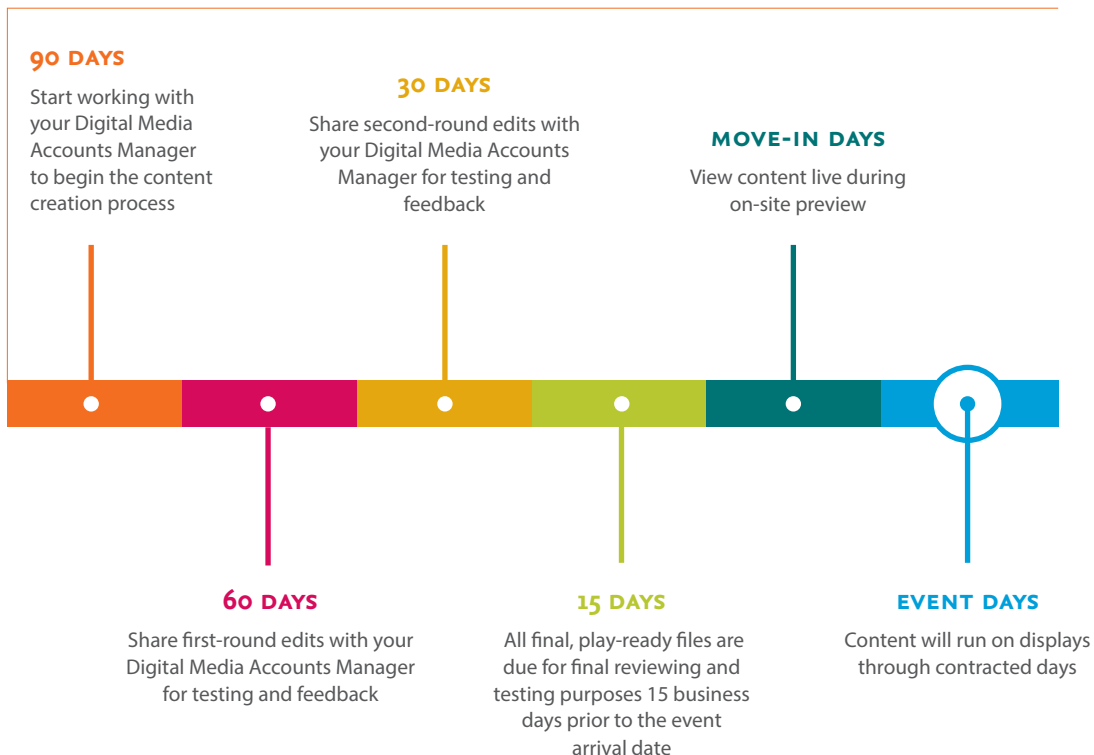 90 DAYS
Start working with
your Digital Media
Accounts Manager
to begin the content
creation process
30 DAYS
Share second-round edits with
your Digital Media Accounts
Manager for testing and
feedback
MOVE-IN DAYS
View content live during
on-site preview
60 DAYS
Share first-round edits with your
Digital Media Accounts Manager
for testing and feedback
15 DAYS
All final, play-ready files are
due for final reviewing and
testing purposes 15 business
days prior to the event
arrival date
EVENT DAYS
Content will run on displays
through contracted days